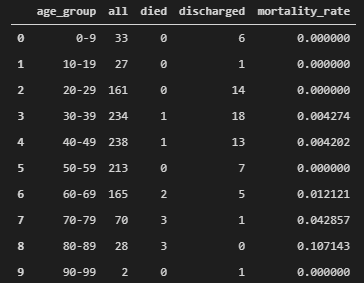 age_group all died discharged mortality_rate
0 0-9 33 0 6 0.000000
1 10-19 27 0 1 0.000000
2 20-29 161 0 14 0.000000
3 30-39 234 1 18 0.004274
4 40-49 238 1 13 0.004202
5 50-59 213 0 7 0.000000
6 60-69 165 2 5 0.012121
7 70-79 70 3 1 0.042857
8 80-89 28 3 0 0.107143
9 90-99 2 0 1 0.000000